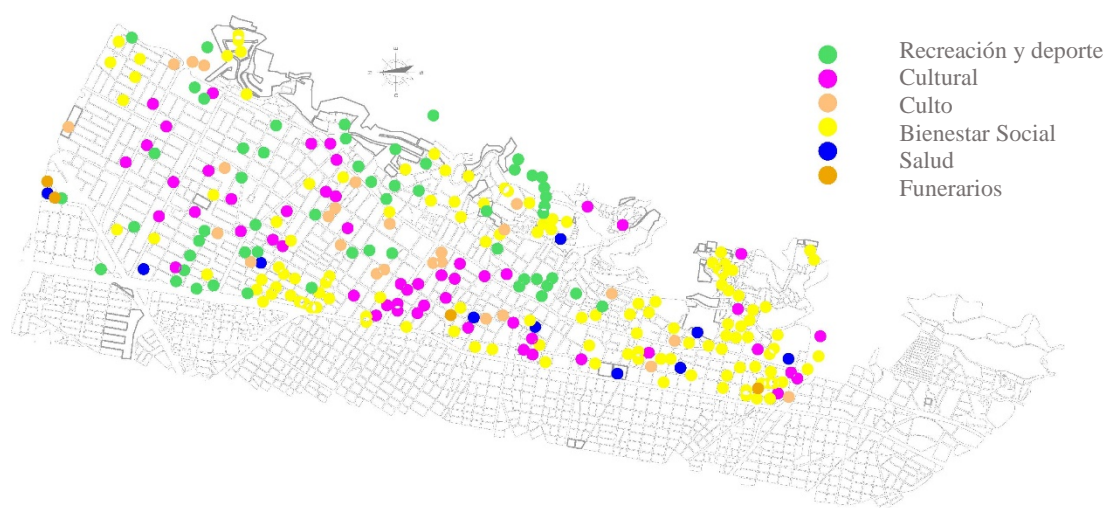 Recreación y deporte
Cultural
Culto
Bienestar Social
Salud
Funerarios